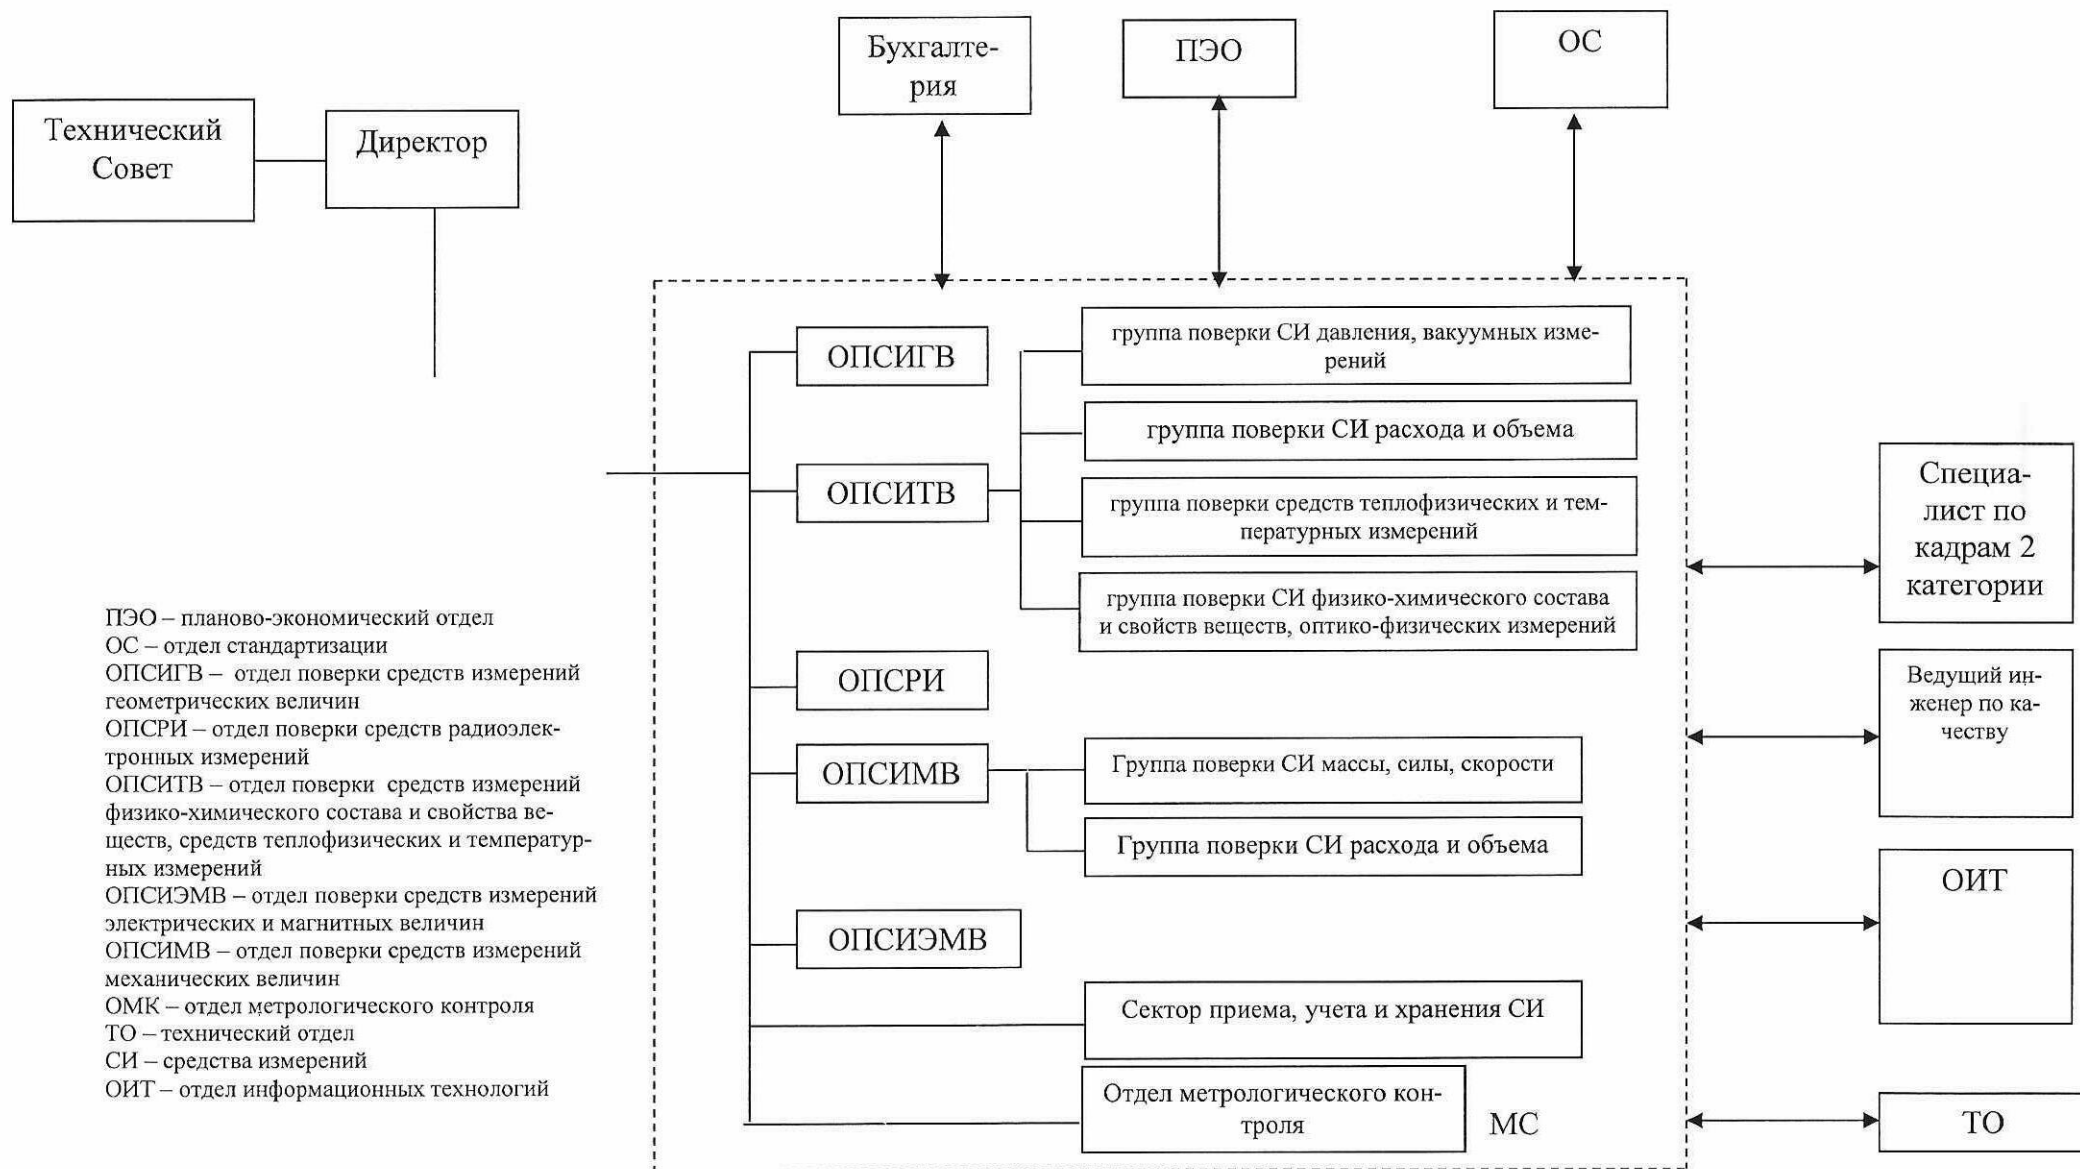 Бухгалте-
рия
ПЭО
ОС
Технический
Совет
Директор
ОПСИГВ
группа поверки СИ давления, вакуумных изме-
рений
группа поверки СИ расхода и объема
ОПСИТВ
группа поверки средств теплофизических и тем-
пературных измерений
группа поверки СИ физико-химического состава
и свойств веществ, оптико-физических измерений
ОПСРИ
ОПСИМВ
Группа поверки СИ массы, силы, скорости
Группа поверки СИ расхода и объема
ОПСИЭМВ
Сектор приема, учета и хранения СИ
Отдел метрологического кон-
троля
МС
Специа-
лист по
кадрам 2
категории
Ведущий ин-
женер по ка-
честву
ОИТ
ТО
ПЭО – планово-экономический отдел
ОС – отдел стандартизации
ОПСИГВ – отдел поверки средств измерений
геометрических величин
ОПСРИ – отдел поверки средств радиоэлек-
тронных измерений
ОПСИТВ – отдел поверки средств измерений
физико-химического состава и свойства ве-
ществ, средств теплофизических и температур-
ных измерений
ОПСИЭМВ – отдел поверки средств измерений
электрических и магнитных величин
ОПСИМВ – отдел поверки средств измерений
механических величин
ОМК – отдел метрологического контроля
ТО – технический отдел
СИ – средства измерений
ОИТ – отдел информационных технологий